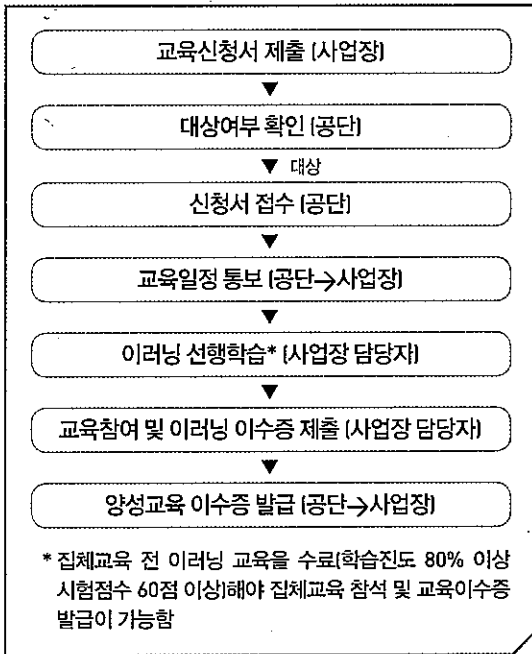 교육신청서 제출 (사업장)
▼
대상여부 확인 (공단)
▼ 대상
신청서 접수 (공단)
▼
교육일정 통보 (공단→사업장)
▼
이러닝 선행학습* (사업장 담당자)
▼
교육참여 및 이러닝 이수증 제출 (사업장 담당자)
▼
양성교육 이수증 발급 (공단→사업장)
* 집체교육 전 이러닝 교육을 수료(학습진도 80% 이상
시험점수 60점 이상)해야 집체교육 참석 및 교육이수증
발급이 가능함